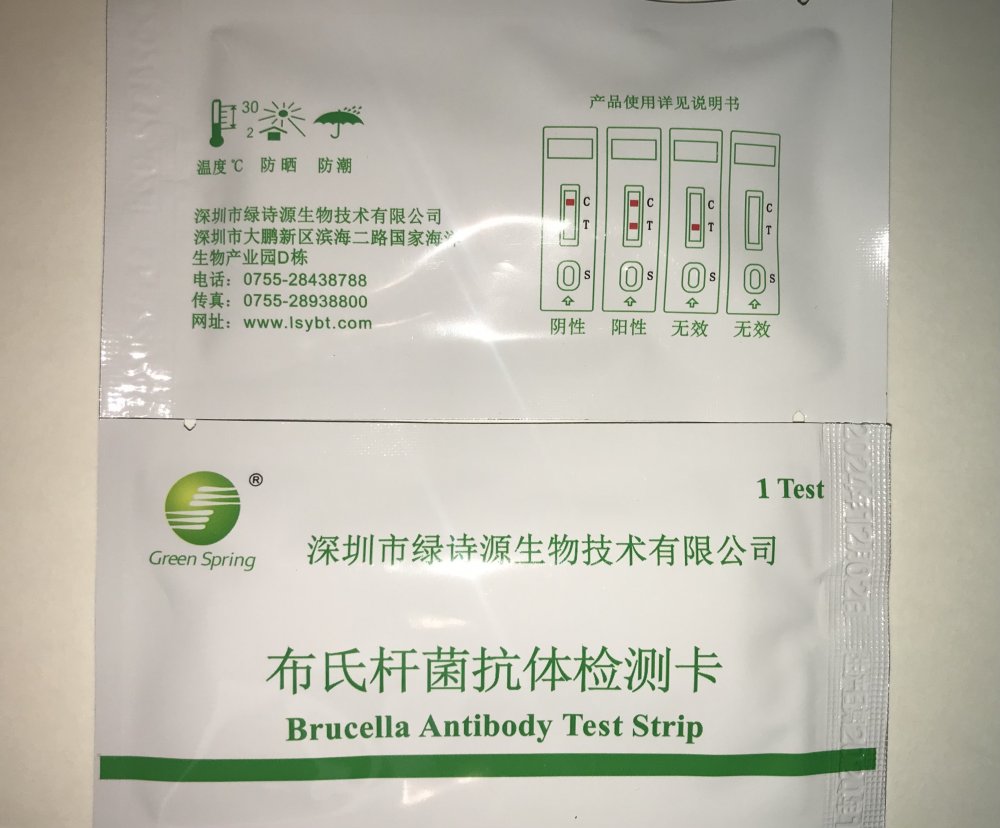 30
2
温度℃ 防晒 防潮
深圳市绿诗源生物技术有限公司
深圳市大鹏新区滨海二路国家海洋
生物产业园D栋
电话：0755-28438788
传真：0755-28938800
网址：www.lsybt.com
产品使用详见说明书
C C C C
T T T T
S S S S
阴性 阳性 无效 无效
®
Green Spring
1 Test
深圳市绿诗源生物技术有限公司
布氏杆菌抗体检测卡
Brucella Antibody Test Strip